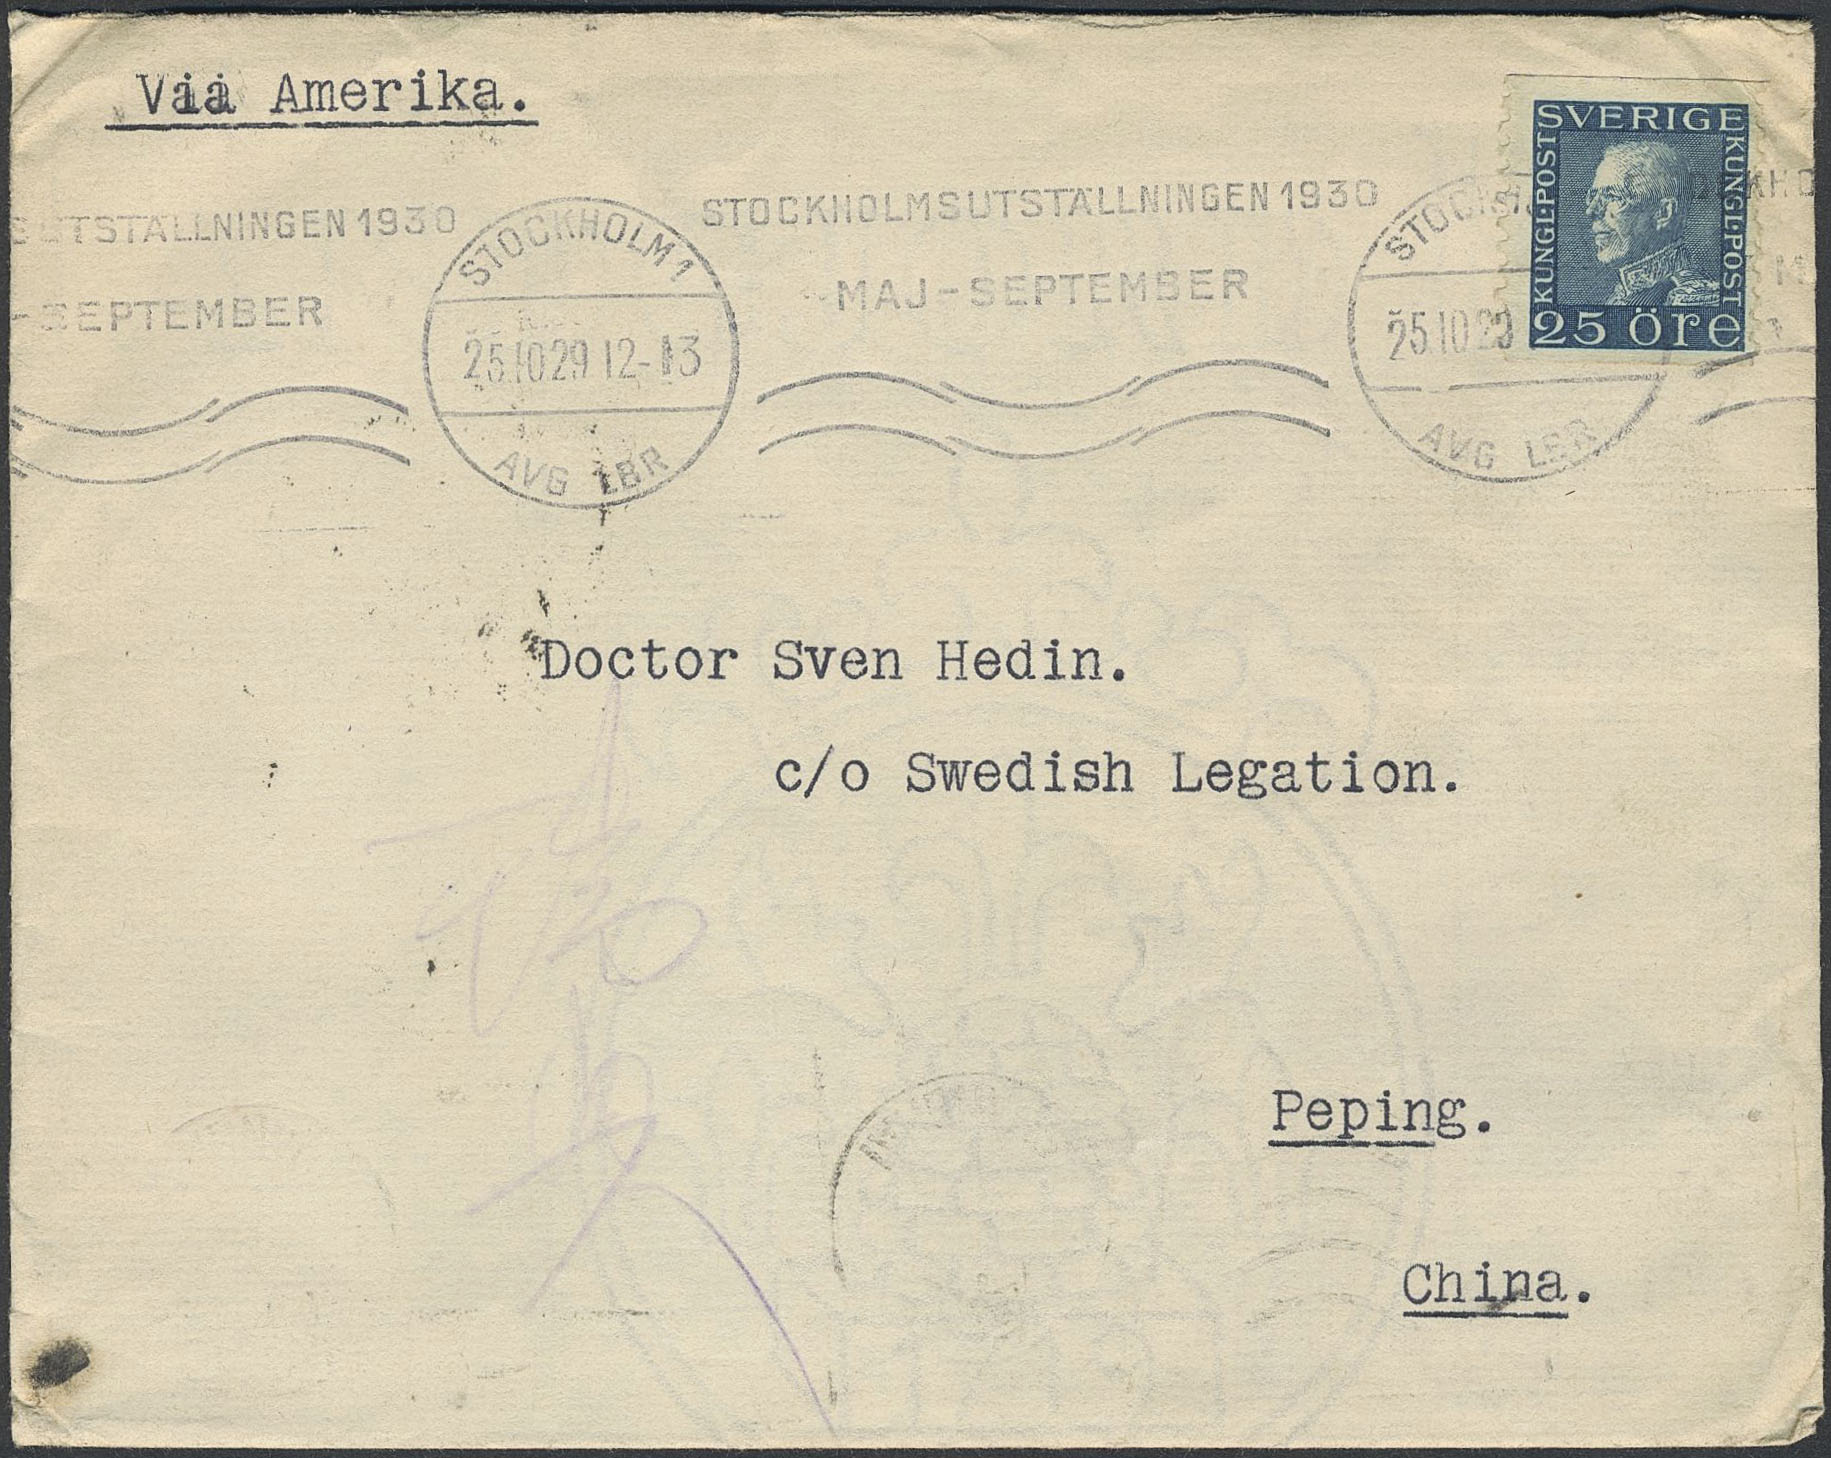 Via Amerika.
SVERIGE
KUNGL.POST
KUNGL.POST
25 öre
UTSTÄLLNINGEN 1930
-SEPTEMBER
STOCKHOLM 1
25.10.29 12-13
AVG LBR
STOCKHOLMSUTSTÄLLNINGEN 1930
MAJ-SEPTEMBER
25.10.29
AVG LBR
Doctor Sven Hedin.
c/o Swedish Legation.
Peping.
China.